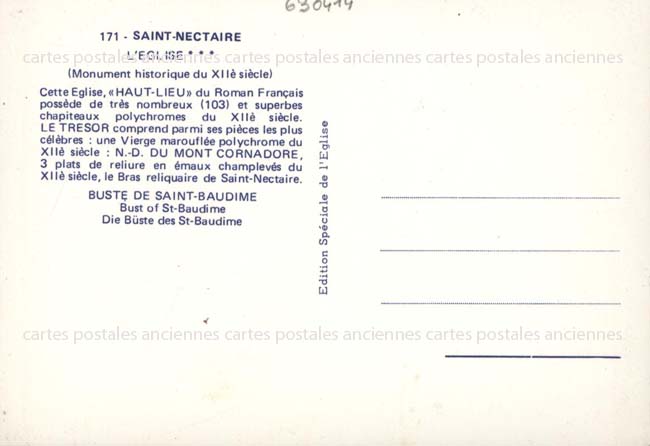 630414
171 - SAINT-NECTAIRE
L'EGLISE * * *
cartes postales anciennes cartes postales anciennes cartes postales anciennes
(Monument historique du XIIè siècle)
Cette Eglise, «HAUT-LIEU» du Roman Français
possède de très nombreux (103) et superbes
chapiteaux polychromes du XIIè siècle.
LE TRESOR comprend parmi ses pièces les plus
célèbres : une Vierge marouflée polychrome du
XIIè siècle : N.-D. DU MONT CORNADORE,
3 plats de reliure en émaux champlevés du
XIIè siècle, le Bras reliquaire de Saint-Nectaire.
BUSTE DE SAINT-BAUDIME
Bust of St-Baudime
Die Büste des St-Baudime
Edition Spéciale de l'Eglise
cartes postales anciennes cartes postales anciennes cartes postales anciennes